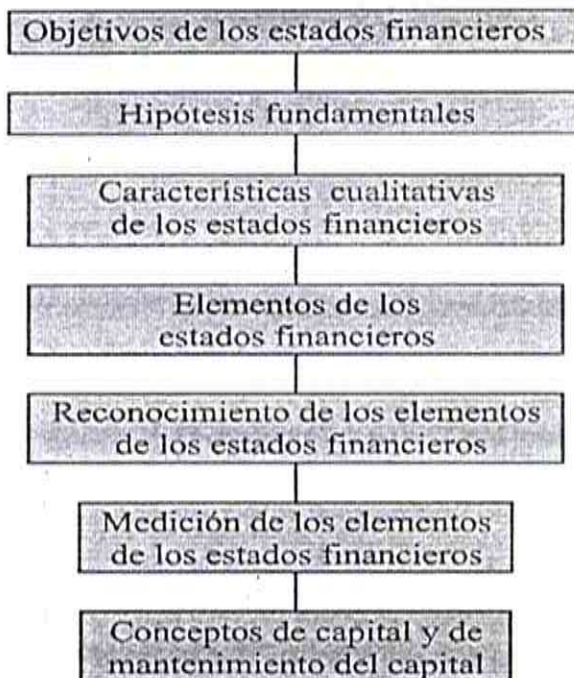 Objetivos de los estados financieros
Hipótesis fundamentales
Características cualitativas
de los estados financieros
Elementos de los
estados financieros
Reconocimiento de los elementos
de los estados financieros
Medición de los elementos
de los estados financieros
Conceptos de capital y de
mantenimiento del capital